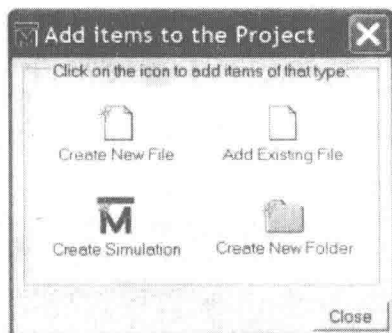 Add items to the Project
Click on the icon to add items of that type:
Create New File
Add Existing File
Create Simulation
Create New Folder
Close